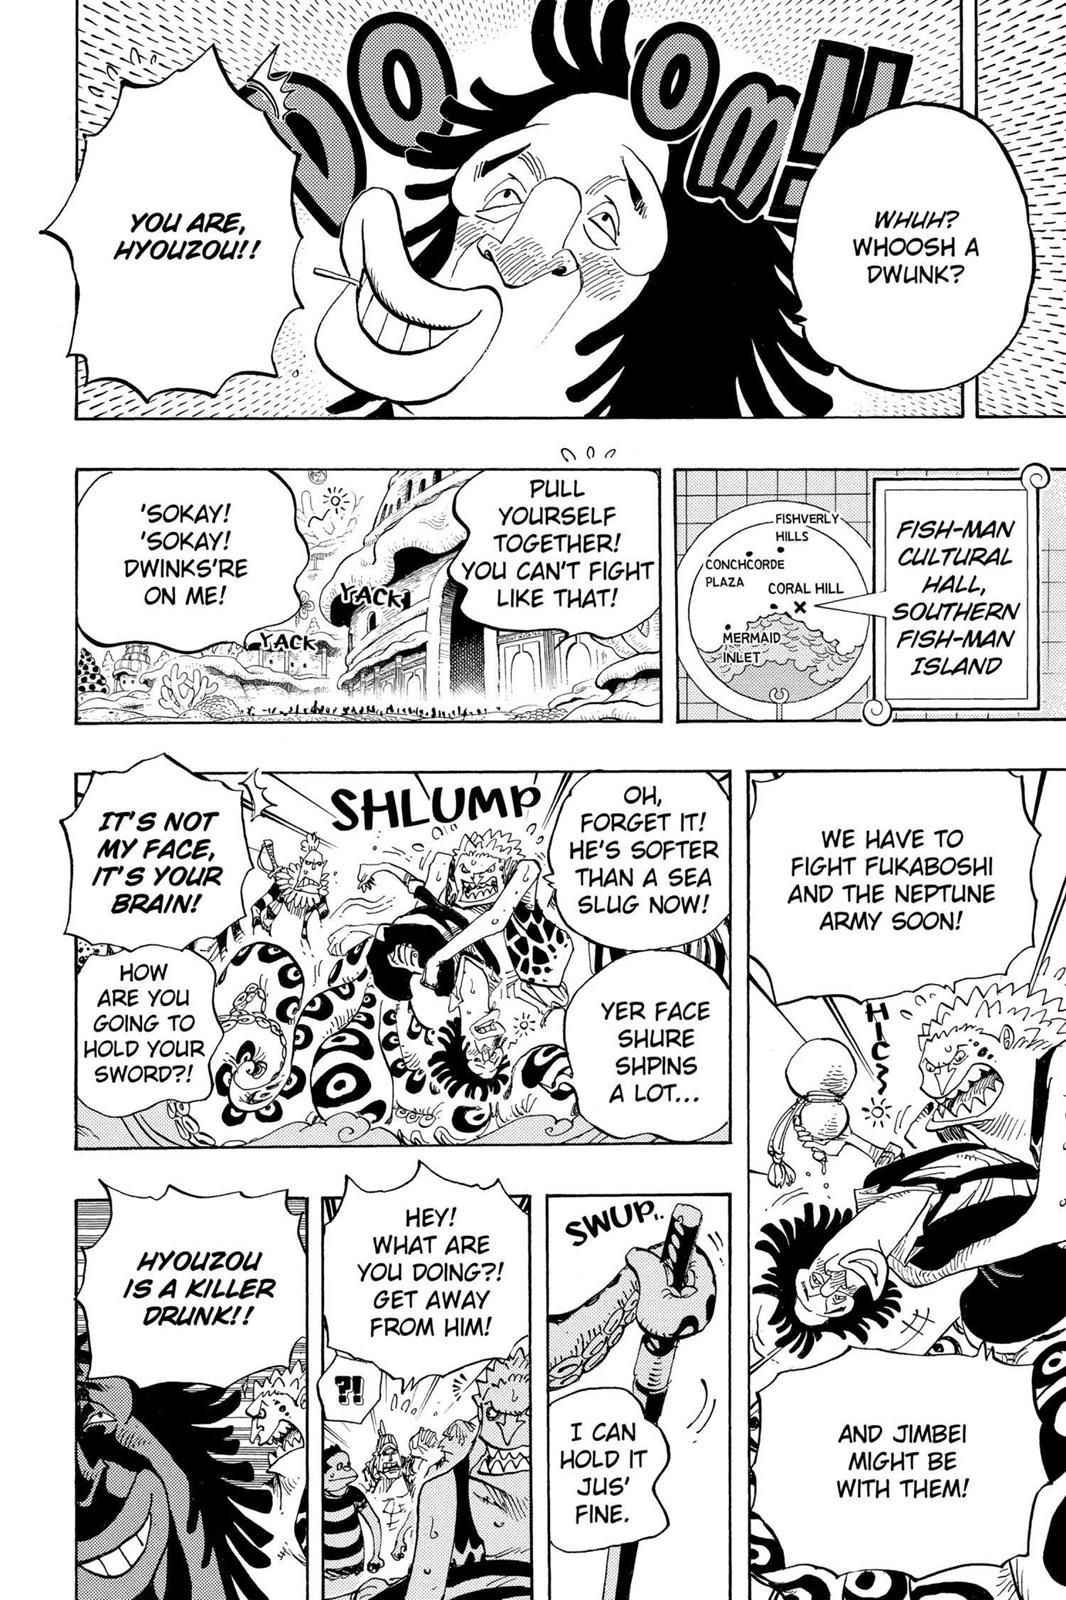 DOOOM!!
WHUH?
WHOOSH A
DWUNK?
YOU ARE,
HYOUZOU!!
FISH-MAN
CULTURAL
HALL,
SOUTHERN
FISH-MAN
ISLAND
FISHVERLY
HILLS
CONCHCORDE
PLAZA
CORAL HILL
MERMAID
INLET
PULL
YOURSELF
TOGETHER!
YOU CAN'T FIGHT
LIKE THAT!
YACK
YACK
'SOKAY!
'SOKAY!
DWINKS'RE
ON ME!
WE HAVE TO
FIGHT FUKABOSHI
AND THE NEPTUNE
ARMY SOON!
HIC~
AND JIMBEI
MIGHT BE
WITH THEM!
OH,
FORGET IT!
HE'S SOFTER
THAN A SEA
SLUG NOW!
SHLUMP
YER FACE
SHURE
SHPINS
A LOT...
IT'S NOT
MY FACE,
IT'S YOUR
BRAIN!
HOW
ARE YOU
GOING TO
HOLD YOUR
SWORD?!
SWUP..
I CAN
HOLD IT
JUS'
FINE.
HEY!
WHAT ARE
YOU DOING?!
GET AWAY
FROM HIM!
?!
HYOUZOU
IS A KILLER
DRUNK!!